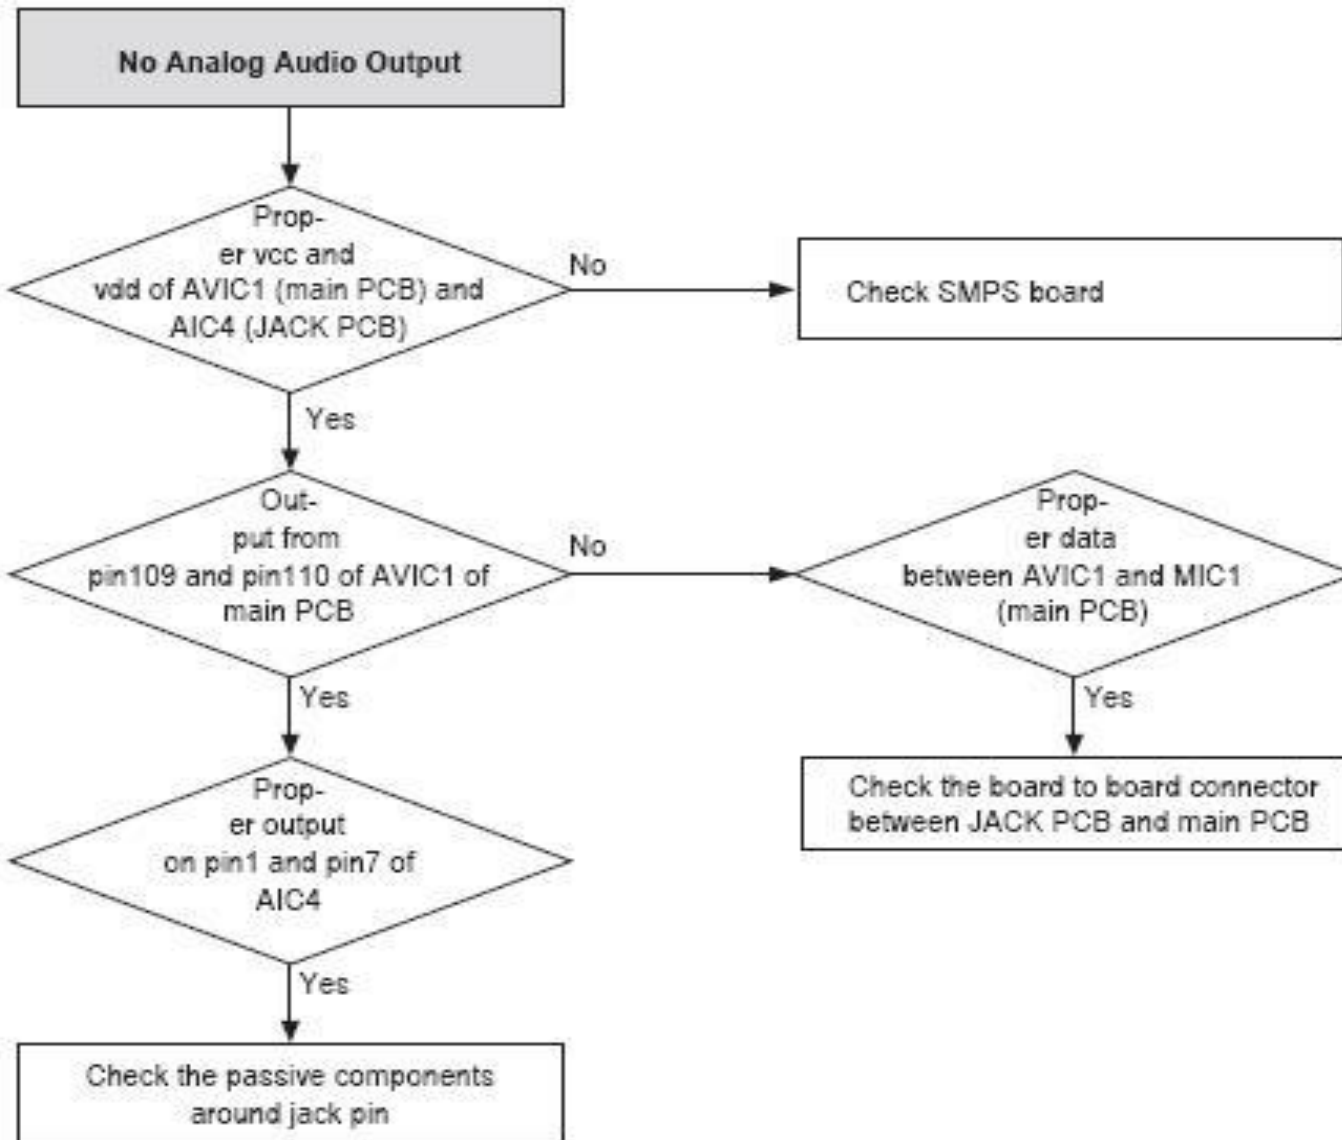 No Analog Audio Output
Prop-
er vcc and
vdd of AVIC1 (main PCB) and
AIC4 (JACK PCB)
No
Check SMPS board
Yes
Out-
put from
pin109 and pin110 of AVIC1 of
main PCB
No
Prop-
er data
between AVIC1 and MIC1
(main PCB)
Yes
Yes
Check the board to board connector
between JACK PCB and main PCB
Prop-
er output
on pin1 and pin7 of
AIC4
Yes
Check the passive components
around jack pin